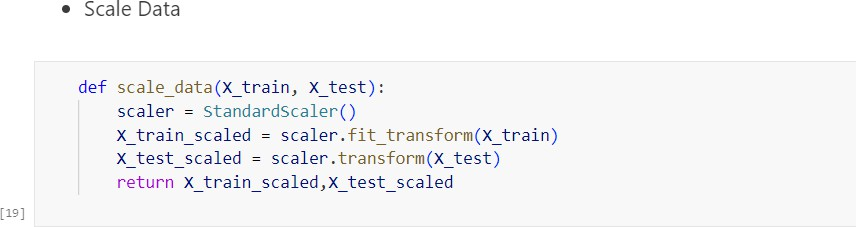 • Scale Data
def scale_data(X_train, X_test):
    scaler = StandardScaler()
    X_train_scaled = scaler.fit_transform(X_train)
    X_test_scaled = scaler.transform(X_test)
    return X_train_scaled,X_test_scaled
[19]